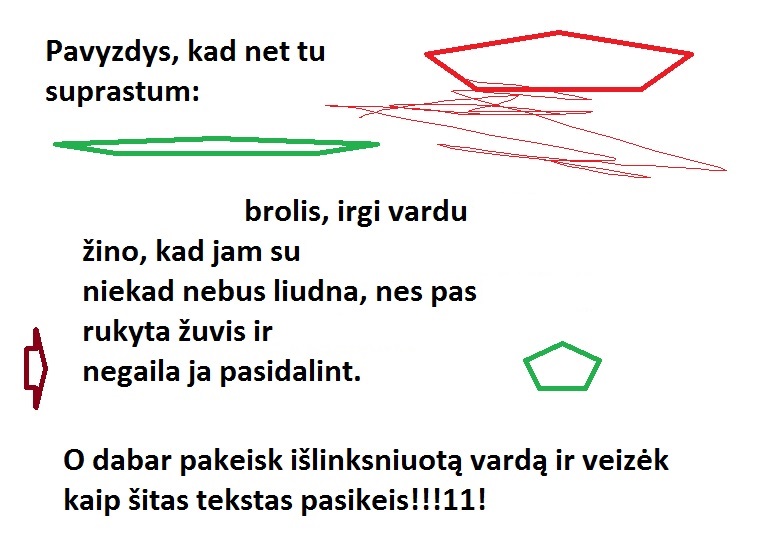 Pavyzdys, kad net tu
suprastum:
brolis, irgi vardu
žino, kad jam su
niekad nebus liudna, nes pas
rukyta žuvis ir
negaila ja pasidalint.
O dabar pakeisk išlinksniuotą vardą ir veizėk
kaip šitas tekstas pasikeis!!!11!